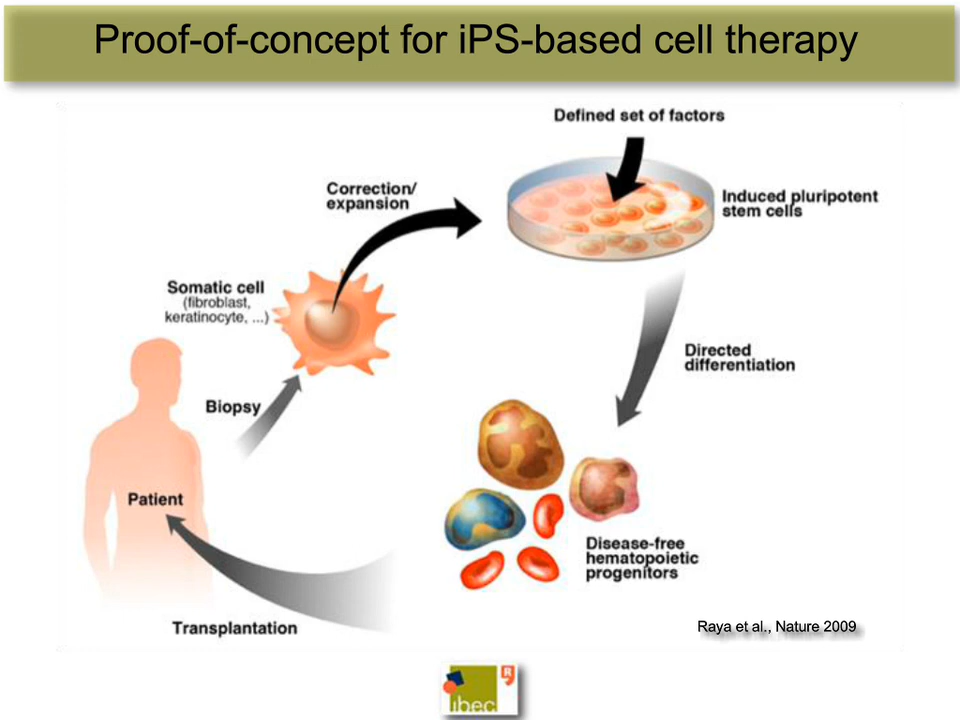 Proof-of-concept for iPS-based cell therapy
Defined set of factors
Correction/
expansion
Induced pluripotent
stem cells
Somatic cell
(fibroblast,
keratinocyte, ...)
Directed
differentiation
Biopsy
Patient
Disease-free
hematopoietic
progenitors
Transplantation
Raya et al., Nature 2009
R
ibec